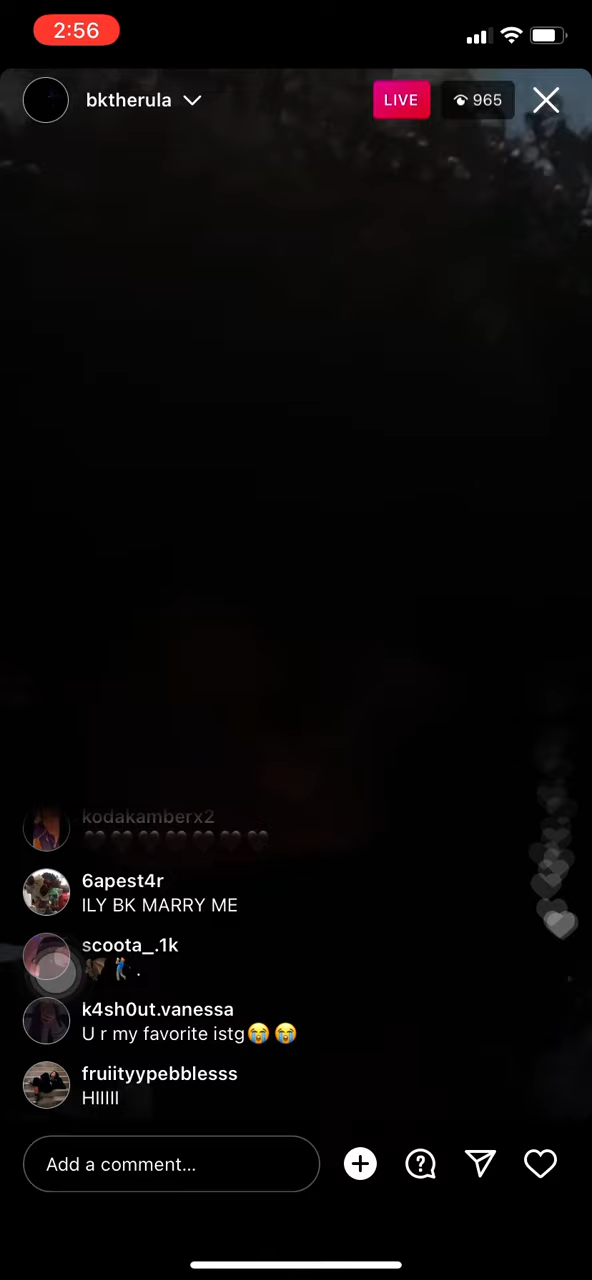 2:56
bktherula
LIVE
965
kodakamberx2
🖤🖤🖤🖤🖤🖤🖤
6apest4r
ILY BK MARRY ME
scoota_.1k
🦇🏌🏽‍♂️ .
k4sh0ut.vanessa
U r my favorite istg😭😭
fruiityypebblesss
HIIIII
Add a comment...